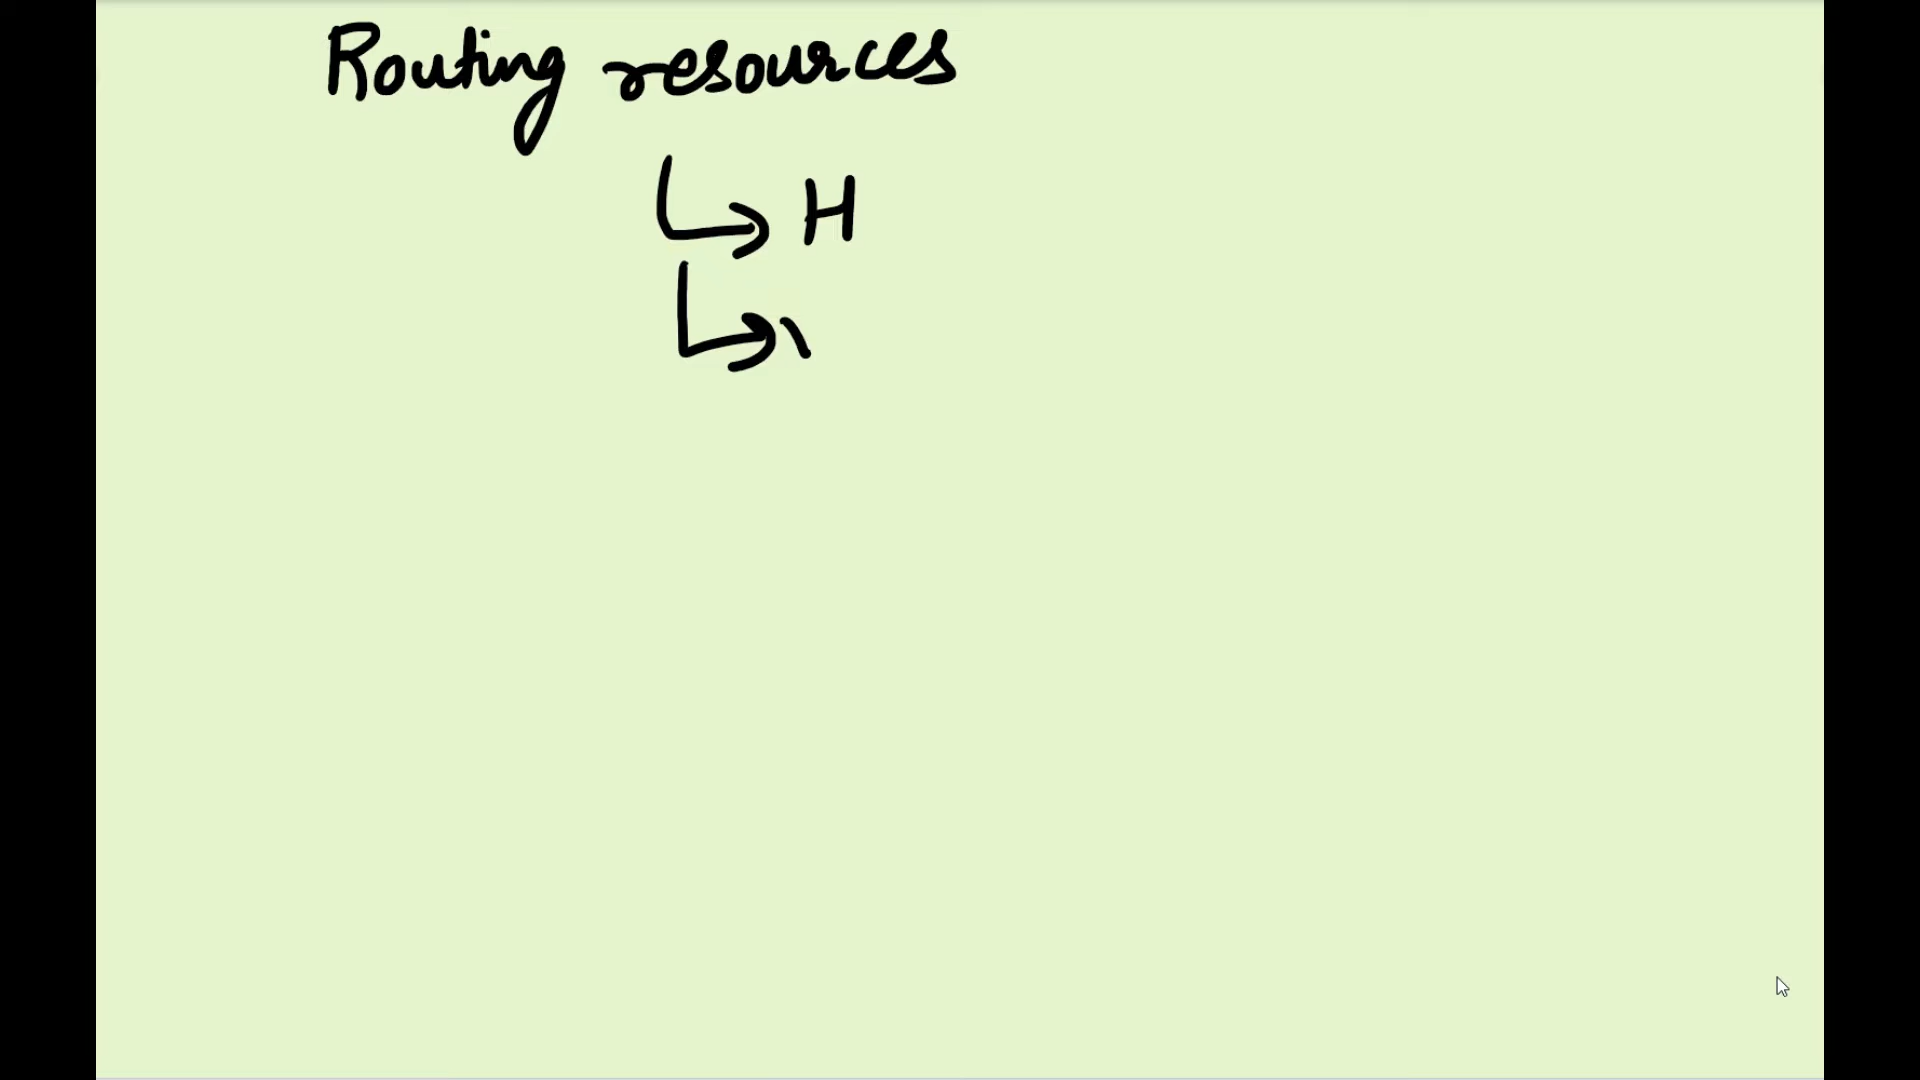 Routing resources
↳ H
↳